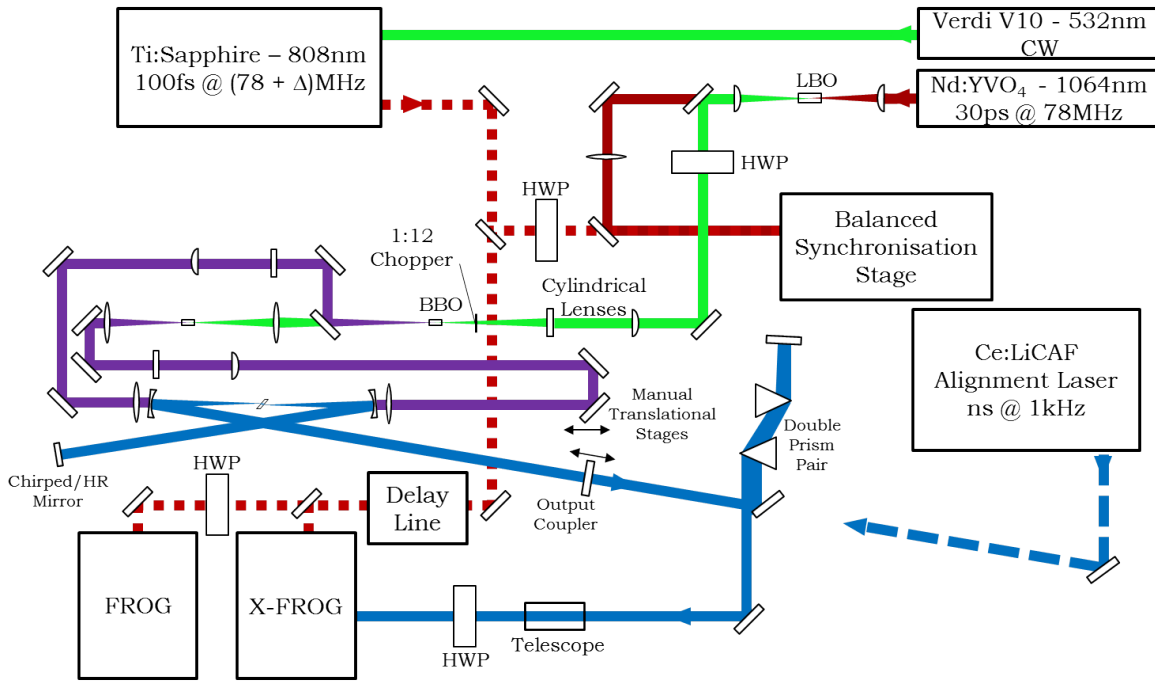 Ti:Sapphire – 808nm
100fs @ (78 + Δ)MHz
Verdi V10 - 532nm
CW
LBO
Nd:YVO₄ - 1064nm
30ps @ 78MHz
HWP
HWP
Balanced
Synchronisation
Stage
1:12
Chopper
BBO
Cylindrical
Lenses
Ce:LiCAF
Alignment Laser
ns @ 1kHz
Manual
Translational
Stages
Double
Prism
Pair
Chirped/HR
Mirror
HWP
Delay
Line
Output
Coupler
FROG
X-FROG
HWP
Telescope